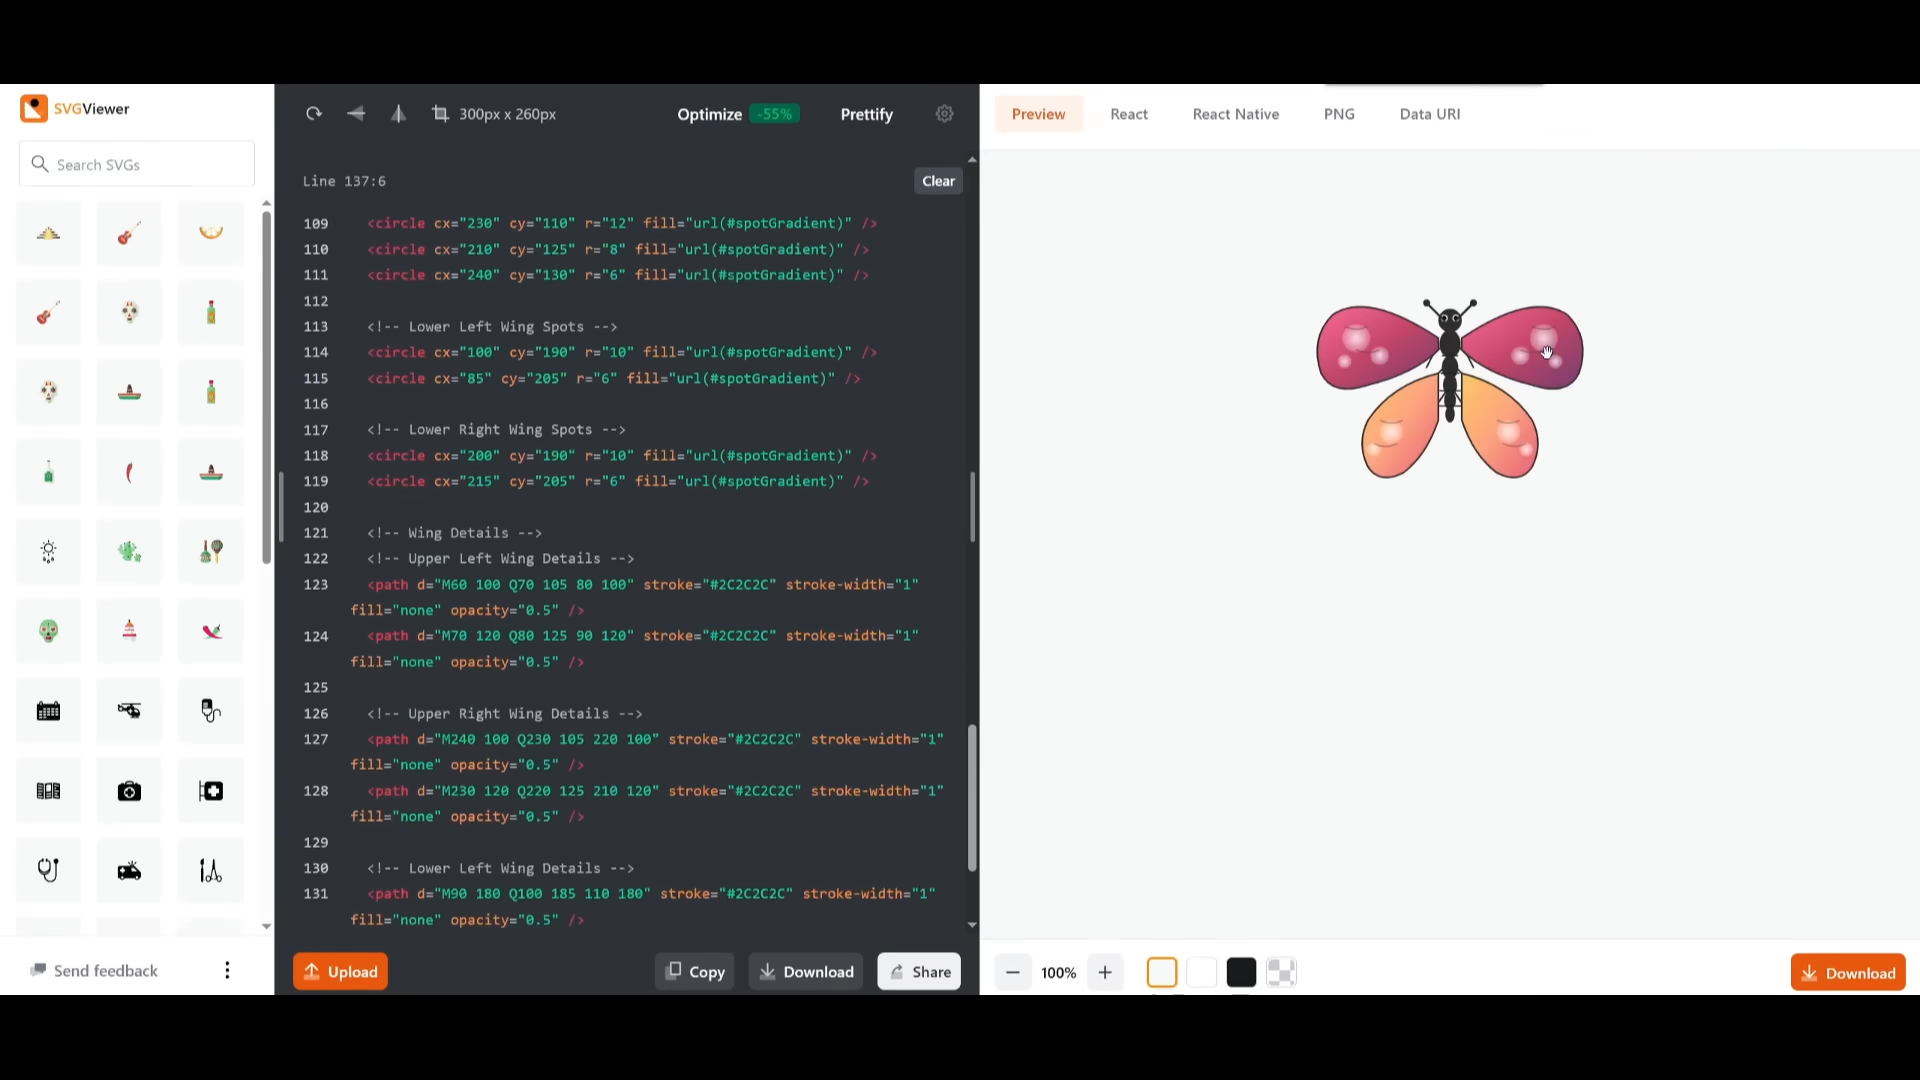 SVGViewer
Search SVGs
Send feedback
300px x 260px
Optimize -55%
Prettify
Line 137:6
Clear
109 <circle cx="230" cy="110" r="12" fill="url(#spotGradient)" />
110 <circle cx="210" cy="125" r="8" fill="url(#spotGradient)" />
111 <circle cx="240" cy="130" r="6" fill="url(#spotGradient)" />
112
113 <!-- Lower Left Wing Spots -->
114 <circle cx="100" cy="190" r="10" fill="url(#spotGradient)" />
115 <circle cx="85" cy="205" r="6" fill="url(#spotGradient)" />
116
117 <!-- Lower Right Wing Spots -->
118 <circle cx="200" cy="190" r="10" fill="url(#spotGradient)" />
119 <circle cx="215" cy="205" r="6" fill="url(#spotGradient)" />
120
121 <!-- Wing Details -->
122 <!-- Upper Left Wing Details -->
123 <path d="M60 100 Q70 105 80 100" stroke="#2C2C2C" stroke-width="1"
fill="none" opacity="0.5" />
124 <path d="M70 120 Q80 125 90 120" stroke="#2C2C2C" stroke-width="1"
fill="none" opacity="0.5" />
125
126 <!-- Upper Right Wing Details -->
127 <path d="M240 100 Q230 105 220 100" stroke="#2C2C2C" stroke-width="1"
fill="none" opacity="0.5" />
128 <path d="M230 120 Q220 125 210 120" stroke="#2C2C2C" stroke-width="1"
fill="none" opacity="0.5" />
129
130 <!-- Lower Left Wing Details -->
131 <path d="M90 180 Q100 185 110 180" stroke="#2C2C2C" stroke-width="1"
fill="none" opacity="0.5" />
Upload
Copy
Download
Share
Preview
React
React Native
PNG
Data URI
100%
Download